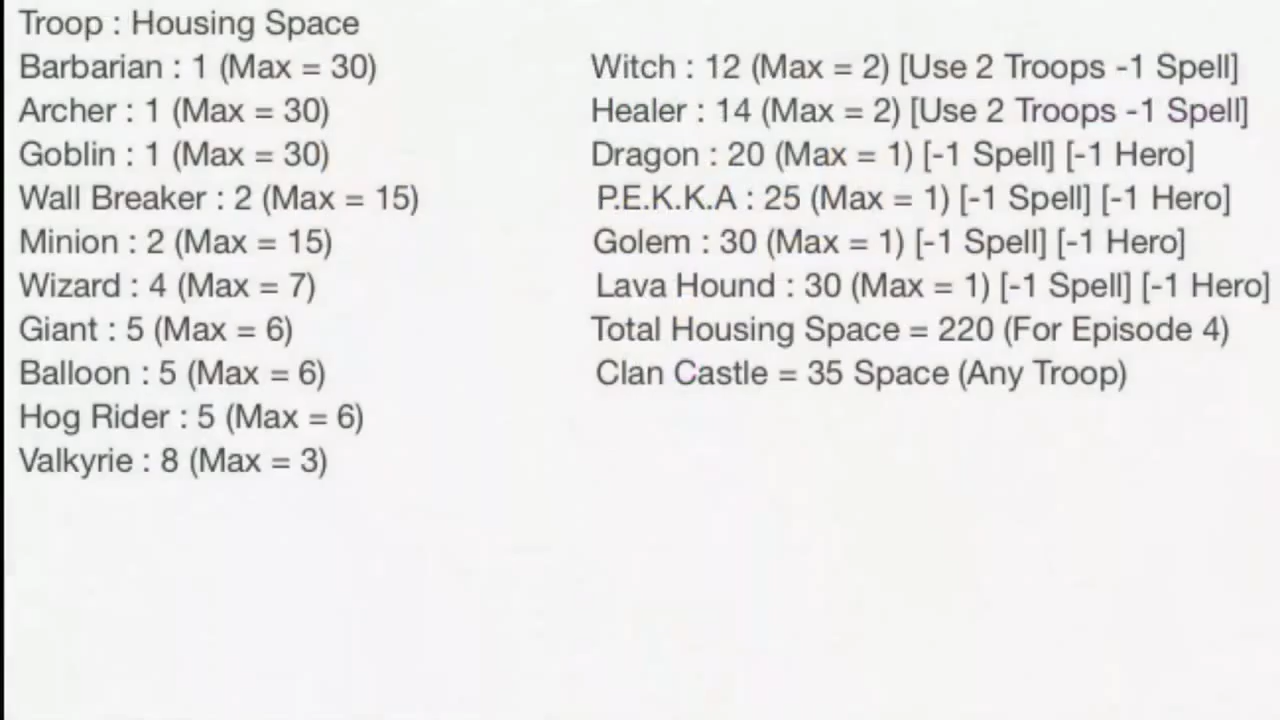 Troop : Housing Space
Barbarian : 1 (Max = 30)
Archer : 1 (Max = 30)
Goblin : 1 (Max = 30)
Wall Breaker : 2 (Max = 15)
Minion : 2 (Max = 15)
Wizard : 4 (Max = 7)
Giant : 5 (Max = 6)
Balloon : 5 (Max = 6)
Hog Rider : 5 (Max = 6)
Valkyrie : 8 (Max = 3)
Witch : 12 (Max = 2) [Use 2 Troops -1 Spell]
Healer : 14 (Max = 2) [Use 2 Troops -1 Spell]
Dragon : 20 (Max = 1) [-1 Spell] [-1 Hero]
P.E.K.K.A : 25 (Max = 1) [-1 Spell] [-1 Hero]
Golem : 30 (Max = 1) [-1 Spell] [-1 Hero]
Lava Hound : 30 (Max = 1) [-1 Spell] [-1 Hero]
Total Housing Space = 220 (For Episode 4)
Clan Castle = 35 Space (Any Troop)